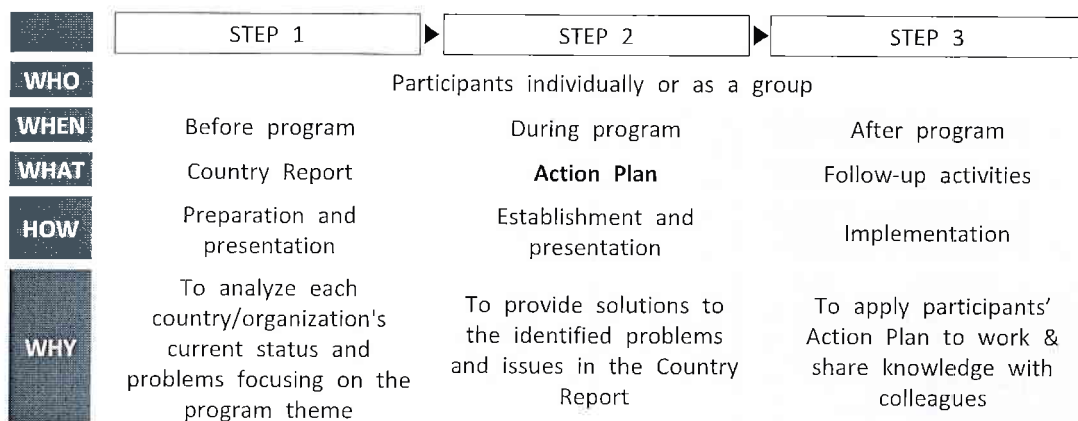 STEP 1 ▶ STEP 2 ▶ STEP 3
WHO
Participants individually or as a group
WHEN
Before program
During program
After program
WHAT
Country Report
Action Plan
Follow-up activities
HOW
Preparation and
presentation
Establishment and
presentation
Implementation
WHY
To analyze each
country/organization's
current status and
problems focusing on the
program theme
To provide solutions to
the identified problems
and issues in the Country
Report
To apply participants'
Action Plan to work &
share knowledge with
colleagues